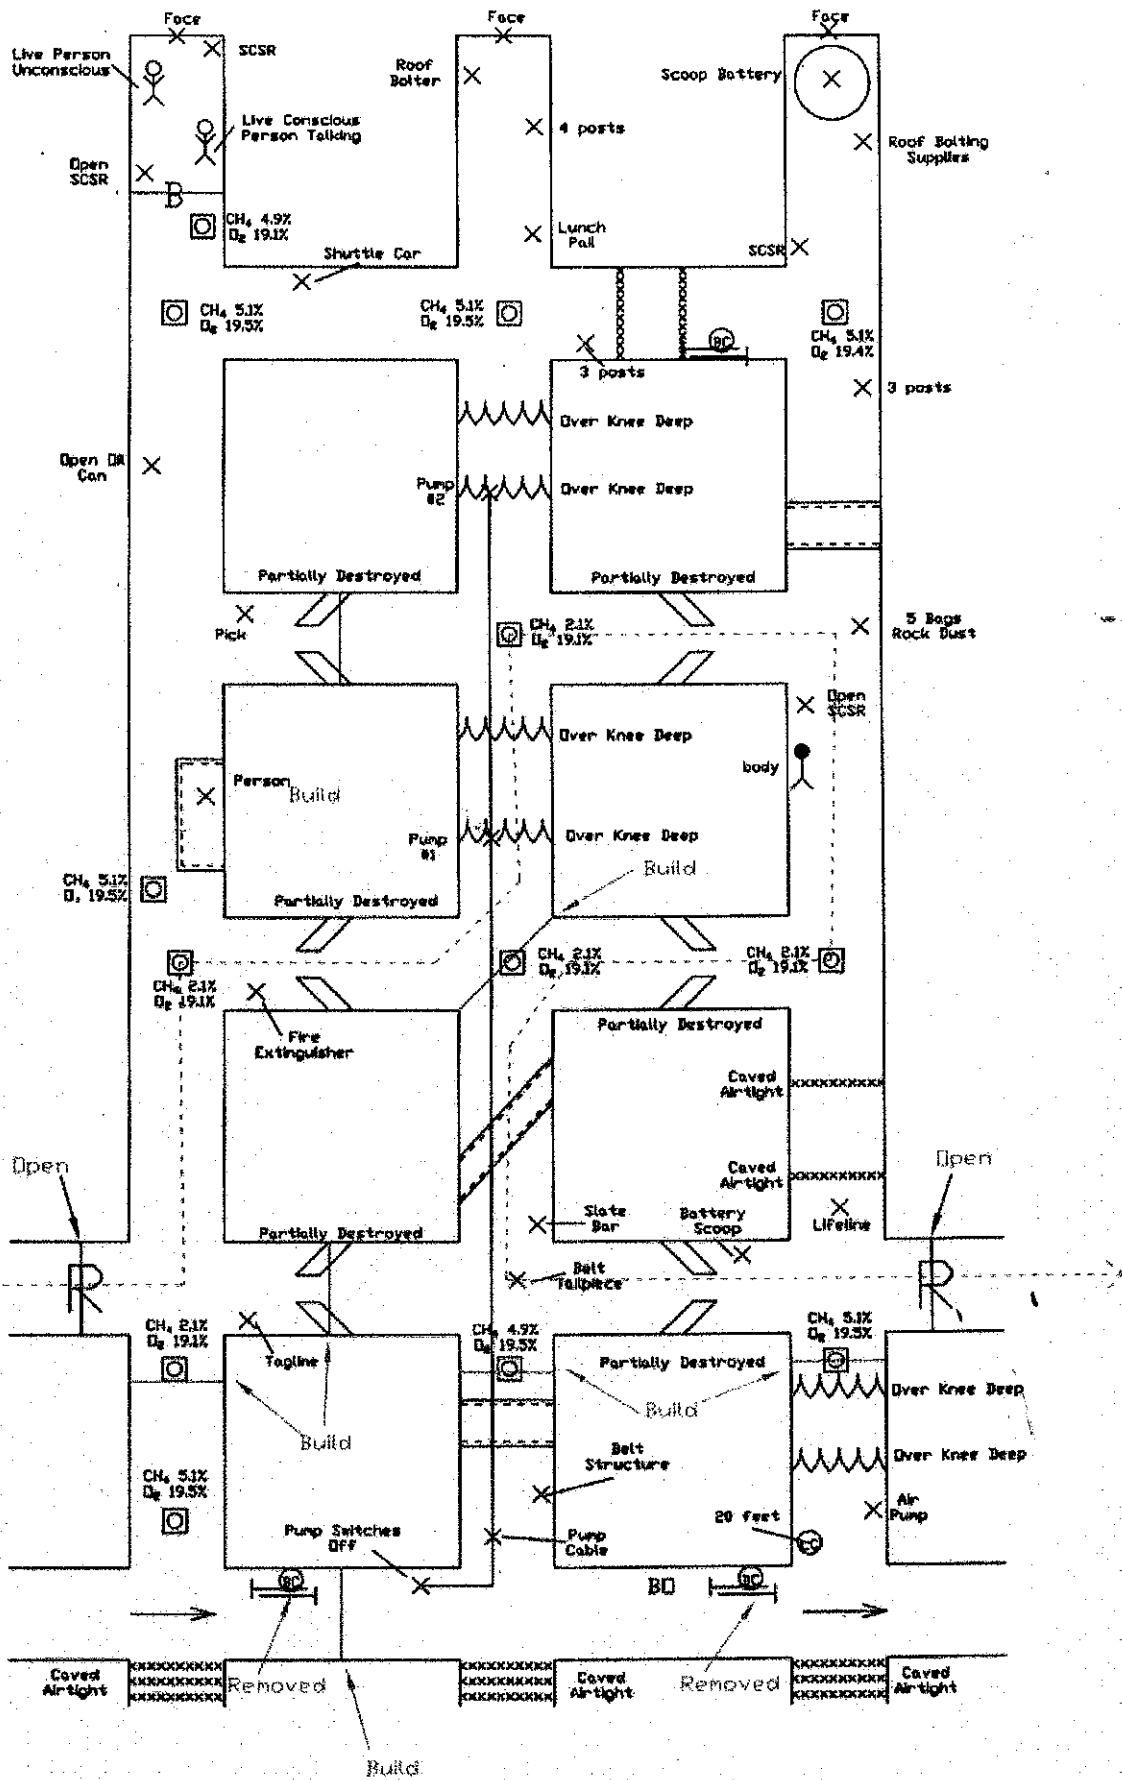 Face
Face
Face
Live Person
Unconscious
SCSR
Roof
Bolter
Scoop Battery
Live Conscious
Person Talking
4 posts
Roof Bolting
Supplies
Open
SCSR
B
CH₄ 4.9%
O₂ 19.1%
Lunch
Pail
SCSR
Shuttle Car
CH₄ 5.1%
O₂ 19.5%
CH₄ 5.1%
O₂ 19.5%
BC
CH₄ 5.1%
O₂ 19.4%
3 posts
3 posts
Over Knee Deep
Open Oil
Can
Pump
#2
Over Knee Deep
Partially Destroyed
Partially Destroyed
Pick
CH₄ 2.1%
O₂ 19.1%
5 Bags
Rock Dust
Open
SCSR
Over Knee Deep
body
Person
Build
Pump
#1
Over Knee Deep
Build
CH₄ 5.1%
O₂ 19.5%
Partially Destroyed
CH₄ 2.1%
O₂ 19.1%
CH₄ 2.1%
O₂ 19.1%
CH₄ 2.1%
O₂ 19.1%
Fire
Extinguisher
Partially Destroyed
Caved
Airtight
xxxxxxxxxx
Open
Open
Caved
Airtight
xxxxxxxxxx
Slate
Bar
Battery
Scoop
Lifeline
Partially Destroyed
R
Belt
Tailpiece
R
CH₄ 2.1%
O₂ 19.1%
Tagline
CH₄ 4.9%
O₂ 19.5%
Partially Destroyed
CH₄ 5.1%
O₂ 19.5%
Over Knee Deep
Build
Build
Belt
Structure
Over Knee Deep
CH₄ 5.1%
O₂ 19.5%
Pump Switches
Off
Pump
Cable
20 feet
Air
Pump
BC
BO
BC
Caved
Airtight
Removed
Caved
Airtight
Removed
Caved
Airtight
Build